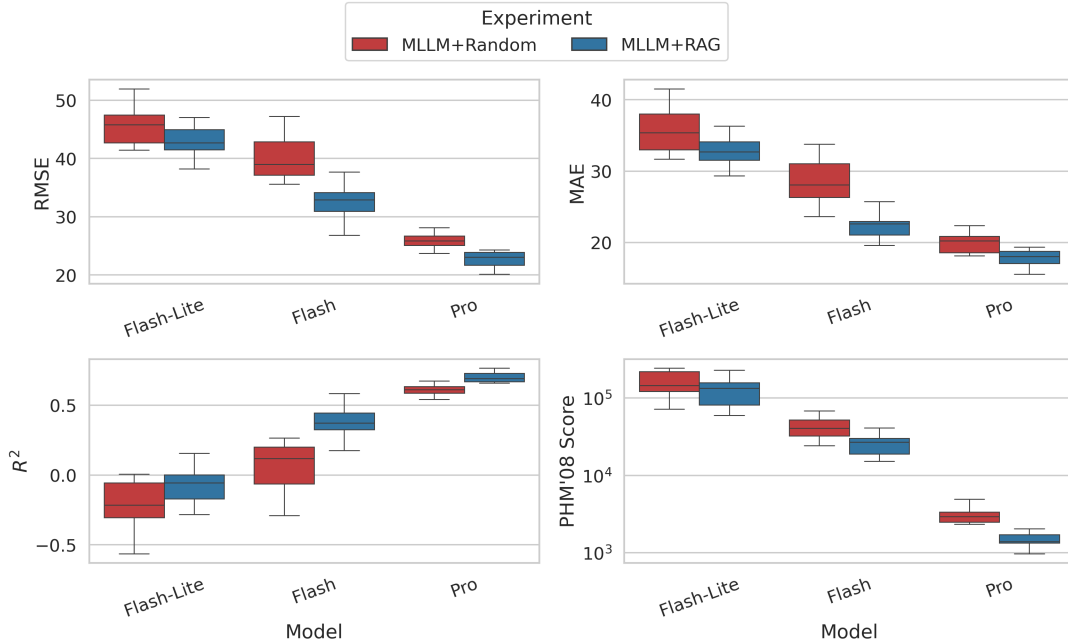 Experiment
MLLM+Random MLLM+RAG
RMSE
50
40
30
20
Flash-Lite Flash Pro
MAE
40
30
20
Flash-Lite Flash Pro
R²
0.5
0.0
−0.5
Flash-Lite Flash Pro
Model
PHM'08 Score
10⁵
10⁴
10³
Flash-Lite Flash Pro
Model